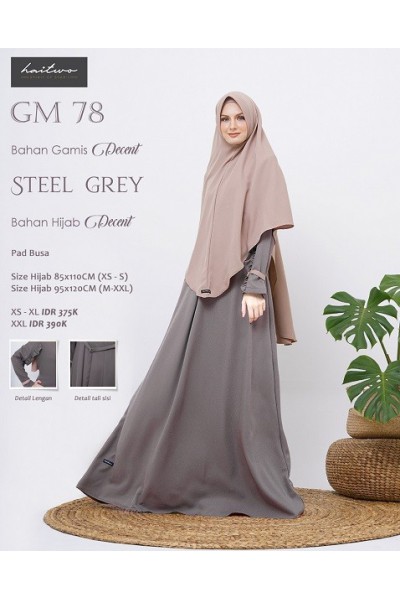 haitwo
GM 78
Bahan Gamis Decent
STEEL GREY
Bahan Hijab Decent
Pad Busa
Size Hijab 85x110CM (XS - S)
Size Hijab 95x120CM (M-XXL)
XS - XL IDR 375K
XXL IDR 390K
Detail Lengan
Detail tali sisi